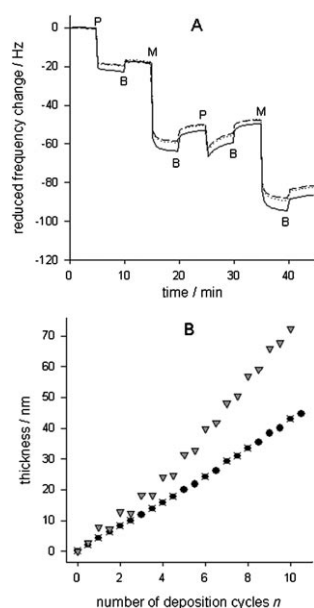 A
reduced frequency change / Hz
0
-20
-40
-60
-80
-100
-120
P
B
M
B
P
B
M
B
0
10
20
30
40
time / min
B
thickness / nm
70
60
50
40
30
20
10
0
0
2
4
6
8
10
number of deposition cycles n